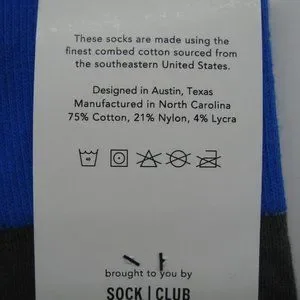 These socks are made using the
finest combed cotton sourced from
the southeastern United States.
Designed in Austin, Texas
Manufactured in North Carolina
75% Cotton, 21% Nylon, 4% Lycra
brought to you by
SOCK | CLUB